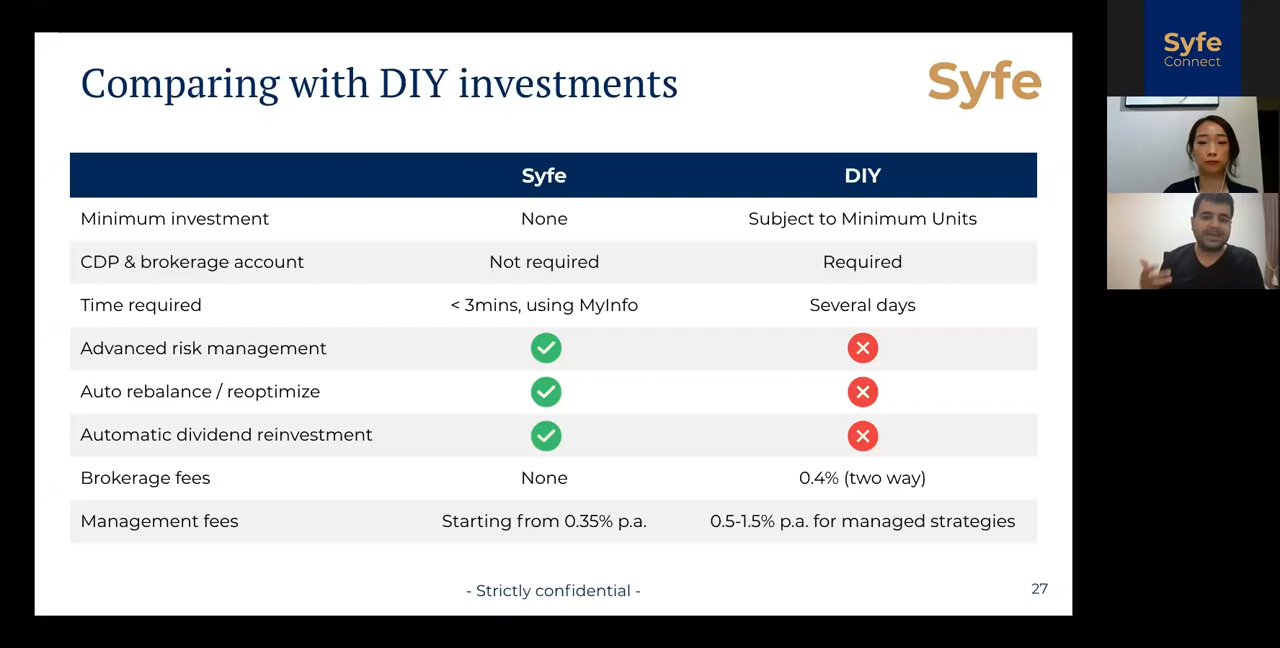 Comparing with DIY investments
Syfe
Syfe
Connect
Syfe DIY
Minimum investment None Subject to Minimum Units
CDP & brokerage account Not required Required
Time required < 3mins, using MyInfo Several days
Advanced risk management
Auto rebalance / reoptimize
Automatic dividend reinvestment
Brokerage fees None 0.4% (two way)
Management fees Starting from 0.35% p.a. 0.5-1.5% p.a. for managed strategies
- Strictly confidential -
27